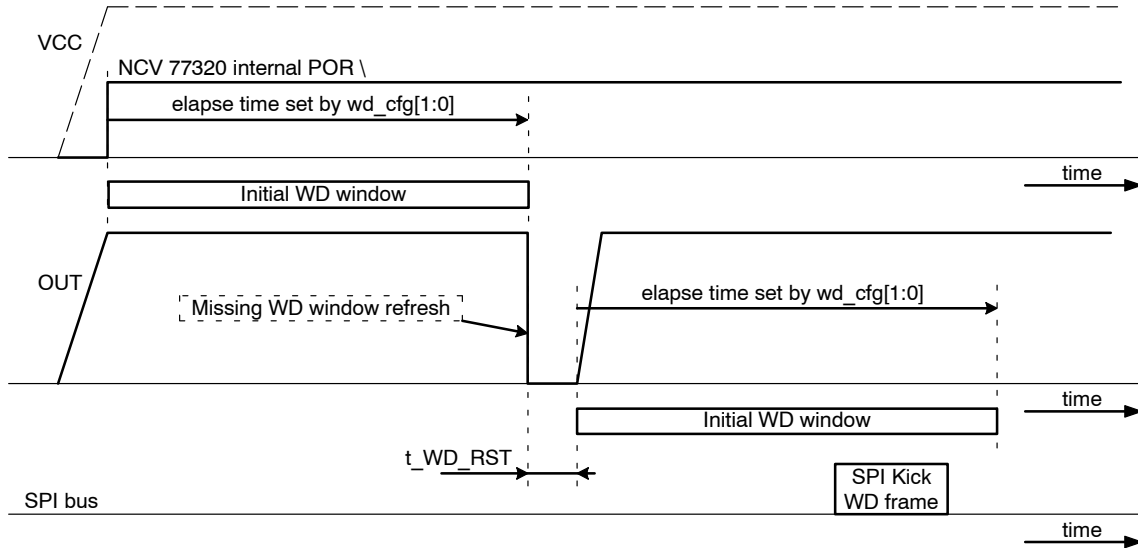 VCC
NCV 77320 internal POR \
elapse time set by wd_cfg[1:0]
time
Initial WD window
OUT
Missing WD window refresh
elapse time set by wd_cfg[1:0]
time
Initial WD window
t_WD_RST
SPI Kick
WD frame
SPI bus
time